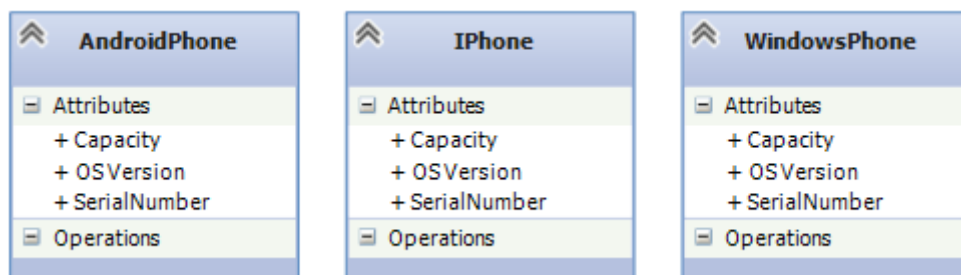 AndroidPhone
Attributes
+ Capacity
+ OSVersion
+ SerialNumber
Operations
IPhone
Attributes
+ Capacity
+ OSVersion
+ SerialNumber
Operations
WindowsPhone
Attributes
+ Capacity
+ OSVersion
+ SerialNumber
Operations